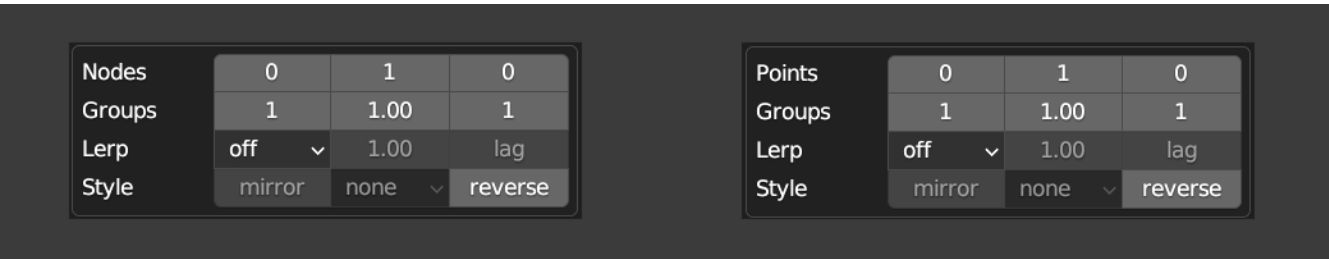 Nodes 0 1 0
Groups 1 1.00 1
Lerp off 1.00 lag
Style mirror none reverse
Points 0 1 0
Groups 1 1.00 1
Lerp off 1.00 lag
Style mirror none reverse